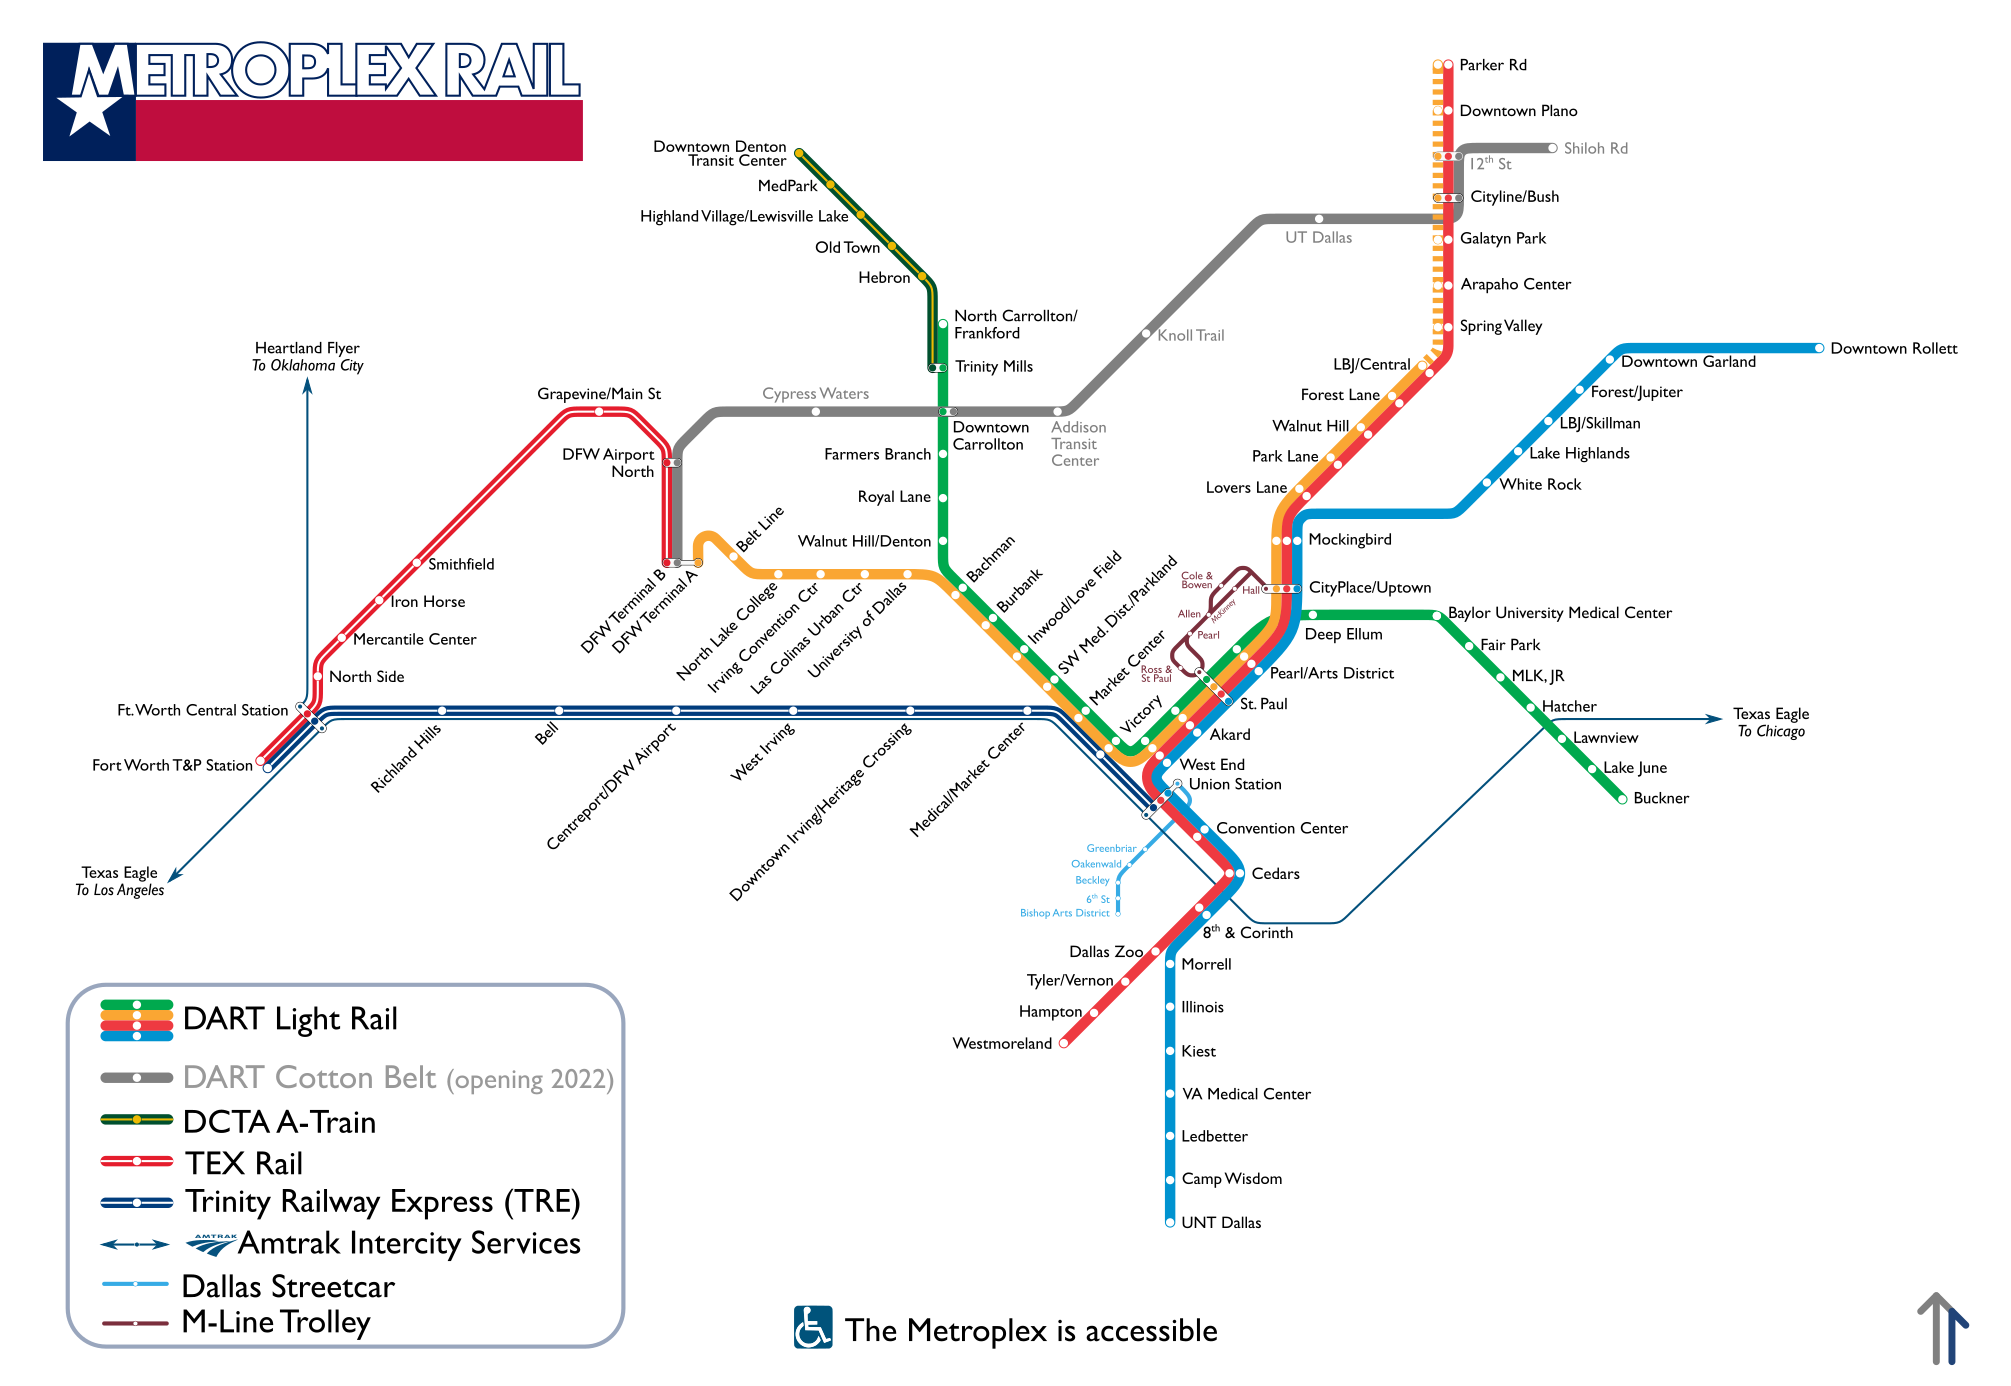 METROPLEX RAIL
Parker Rd
Downtown Plano
Shiloh Rd
12th St
Cityline/Bush
UT Dallas
Galatyn Park
Arapaho Center
Spring Valley
LBJ/Central
Forest Lane
Walnut Hill
Park Lane
Lovers Lane
Downtown Rollett
Downtown Garland
Forest/Jupiter
LBJ/Skillman
Lake Highlands
White Rock
Mockingbird
CityPlace/Uptown
Downtown Denton
Transit Center
MedPark
Highland Village/Lewisville Lake
Old Town
Hebron
North Carrollton/
Frankford
Trinity Mills
Knoll Trail
Cypress Waters
Downtown
Carrollton
Addison
Transit
Center
Farmers Branch
Royal Lane
Walnut Hill/Denton
Heartland Flyer
To Oklahoma City
Grapevine/Main St
DFW Airport
North
Smithfield
Iron Horse
Mercantile Center
North Side
Ft. Worth Central Station
Fort Worth T&P Station
Texas Eagle
To Los Angeles
DFW Terminal B
DFW Terminal A
Belt Line
North Lake College
Irving Convention Ctr
Las Colinas Urban Ctr
University of Dallas
Bachman
Burbank
Inwood/Love Field
SW Med. Dist./Parkland
Market Center
Victory
Cole &
Bowen
Hall
McKinney
Allen
Pearl
Ross &
St Paul
Deep Ellum
Baylor University Medical Center
Fair Park
MLK, JR
Hatcher
Lawnview
Lake June
Buckner
Texas Eagle
To Chicago
Pearl/Arts District
St. Paul
Akard
West End
Union Station
Convention Center
Cedars
8th & Corinth
Richland Hills
Bell
Centreport/DFW Airport
West Irving
Downtown Irving/Heritage Crossing
Medical/Market Center
Greenbriar
Oakenwald
Beckley
6th St
Bishop Arts District
Dallas Zoo
Tyler/Vernon
Hampton
Westmoreland
Morrell
Illinois
Kiest
VA Medical Center
Ledbetter
Camp Wisdom
UNT Dallas
DART Light Rail
DART Cotton Belt (opening 2022)
DCTA A-Train
TEX Rail
Trinity Railway Express (TRE)
AMTRAK Amtrak Intercity Services
Dallas Streetcar
M-Line Trolley
The Metroplex is accessible